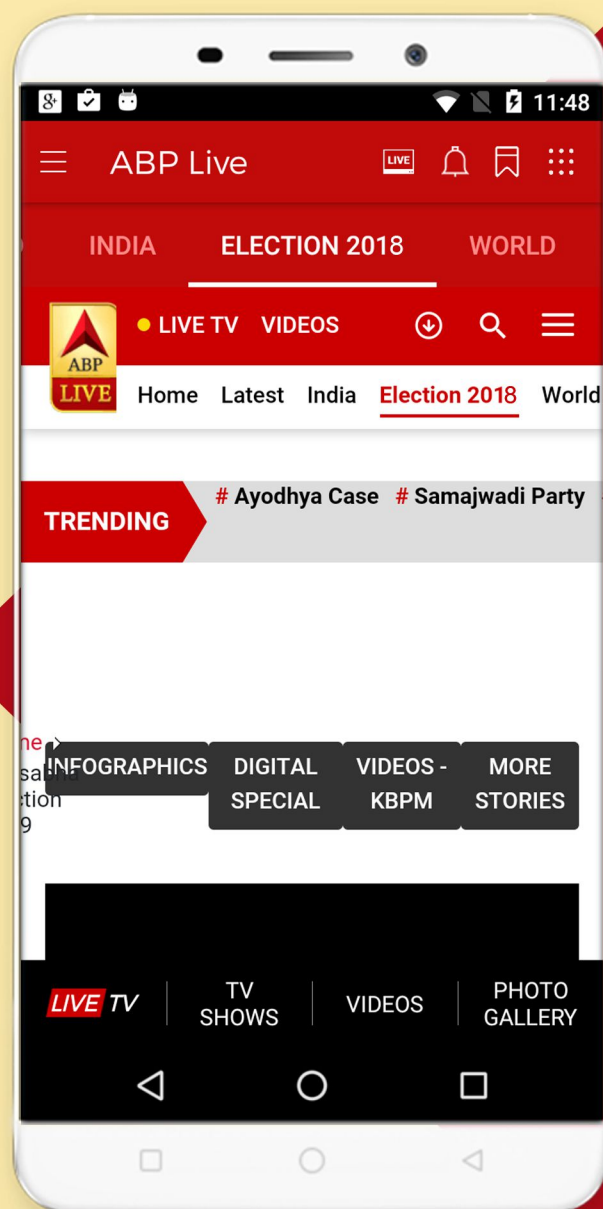 11:48
ABP Live LIVE
INDIA ELECTION 2018 WORLD
LIVE TV VIDEOS
ABP
LIVE
Home Latest India Election 2018 World
TRENDING # Ayodhya Case # Samajwadi Party
INFOGRAPHICS DIGITAL SPECIAL VIDEOS - KBPM MORE STORIES
9
LIVE TV TV SHOWS VIDEOS PHOTO GALLERY